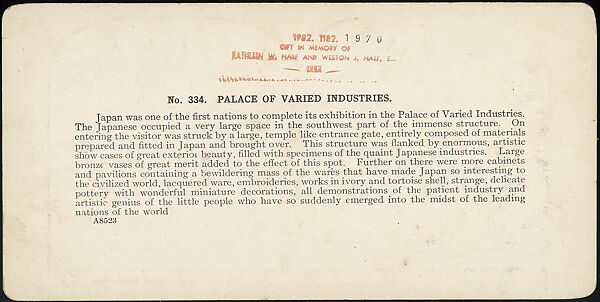 1982. 1182. 1970
GIFT IN MEMORY OF
KATHLEEN W. NAEF AND WESTON J. NAEF, S
1982
No. 334. PALACE OF VARIED INDUSTRIES.
Japan was one of the first nations to complete its exhibition in the Palace of Varied Industries.
The Japanese occupied a very large space in the southwest part of the immense structure. On
entering the visitor was struck by a large, temple like entrance gate, entirely composed of materials
prepared and fitted in Japan and brought over. This structure was flanked by enormous, artistic
show cases of great exterior beauty, filled with specimens of the quaint Japanese industries. Large
bronze vases of great merit added to the effect of this spot. Further on there were more cabinets
and pavilions containing a bewildering mass of the wares that have made Japan so interesting to
the civilized world, lacquered ware, embroideries, works in ivory and tortoise shell, strange, delicate
pottery with wonderful miniature decorations, all demonstrations of the patient industry and
artistic genius of the little people who have so suddenly emerged into the midst of the leading
nations of the world
A8523